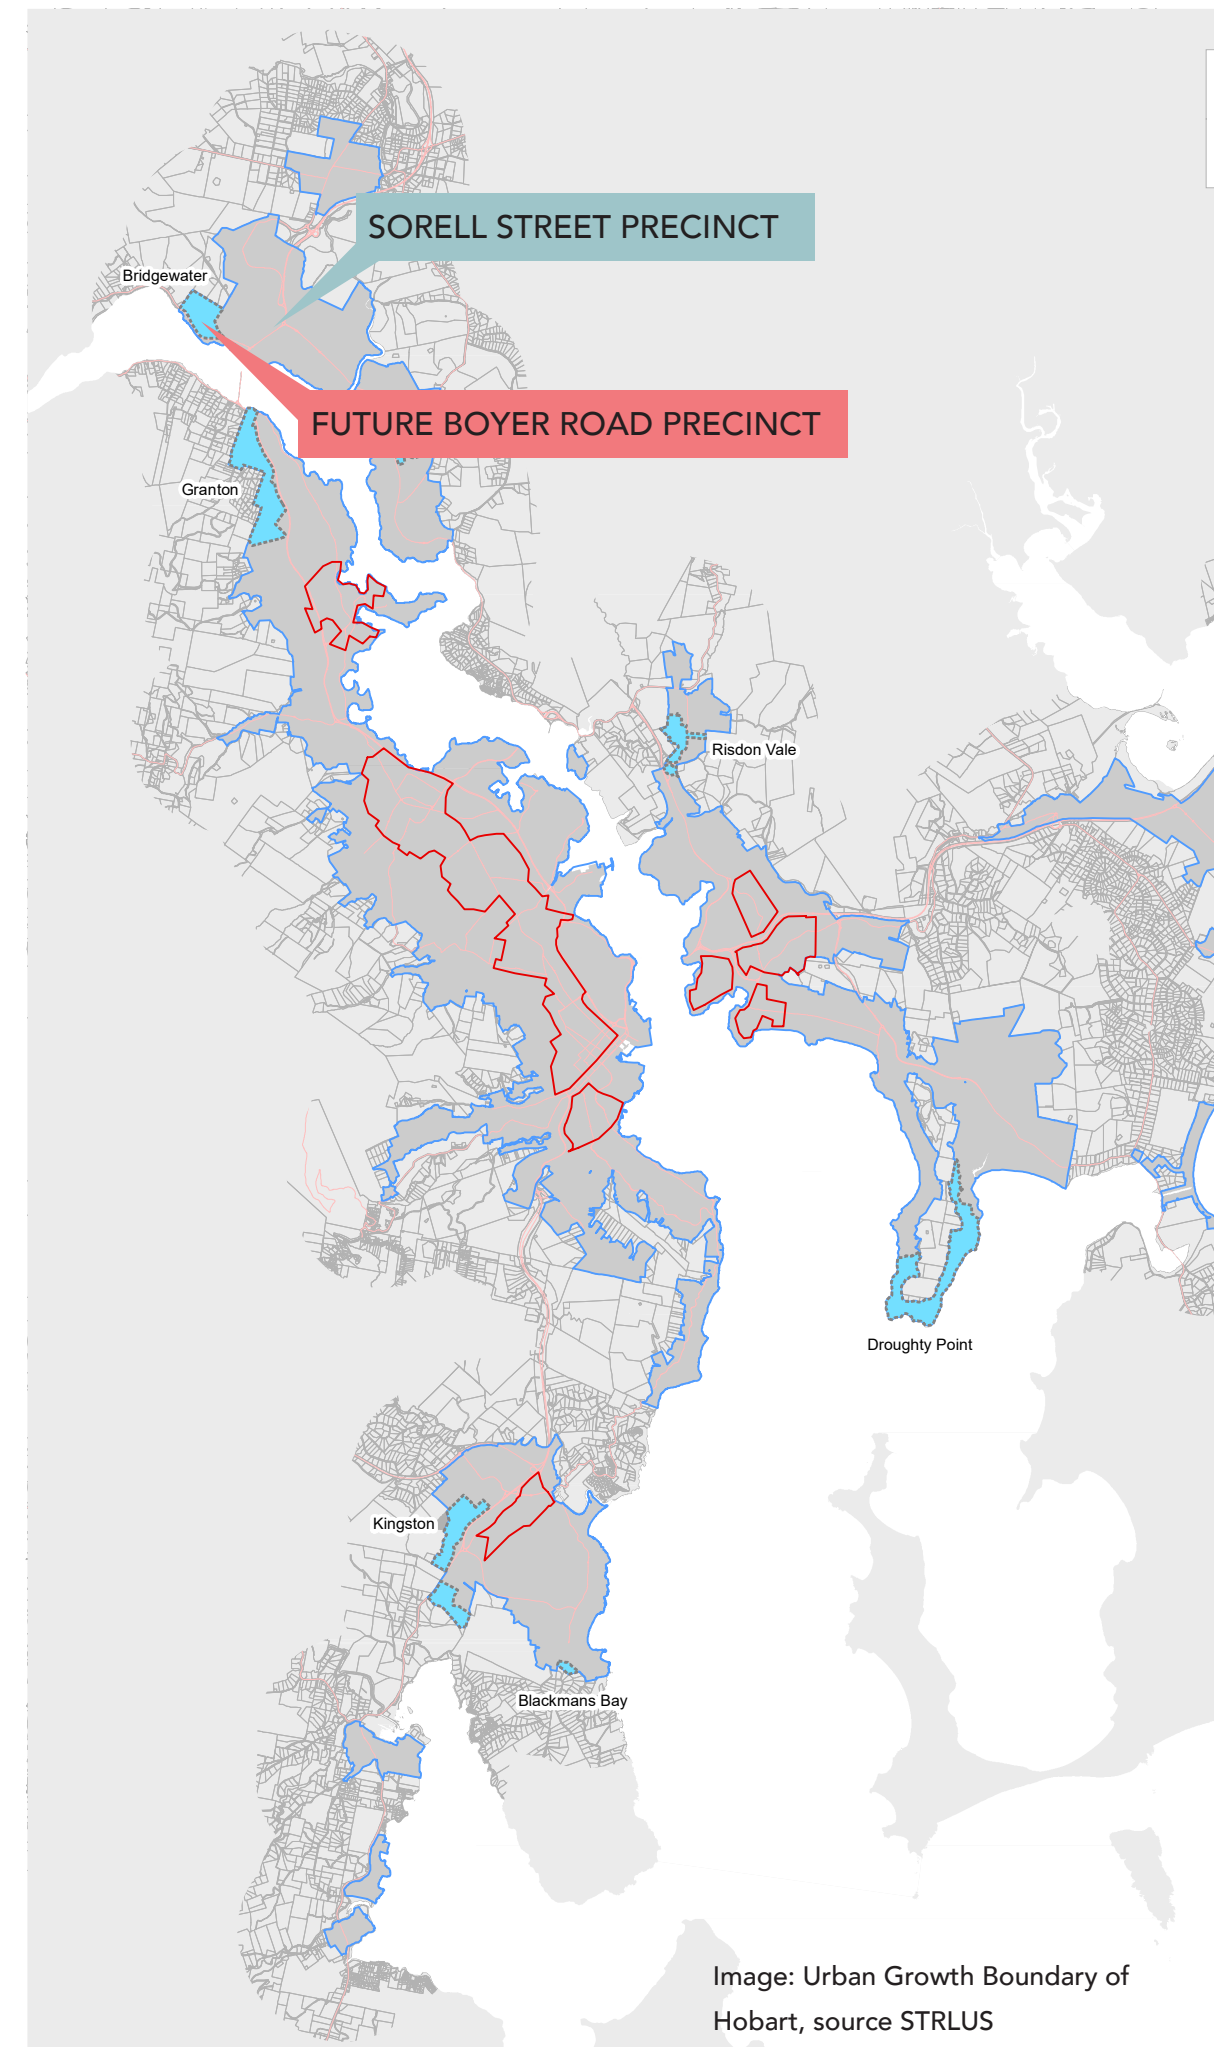 SORELL STREET PRECINCT
Bridgewater
FUTURE BOYER ROAD PRECINCT
Granton
Risdon Vale
Droughty Point
Kingston
Blackmans Bay
Image: Urban Growth Boundary of
Hobart, source STRLUS